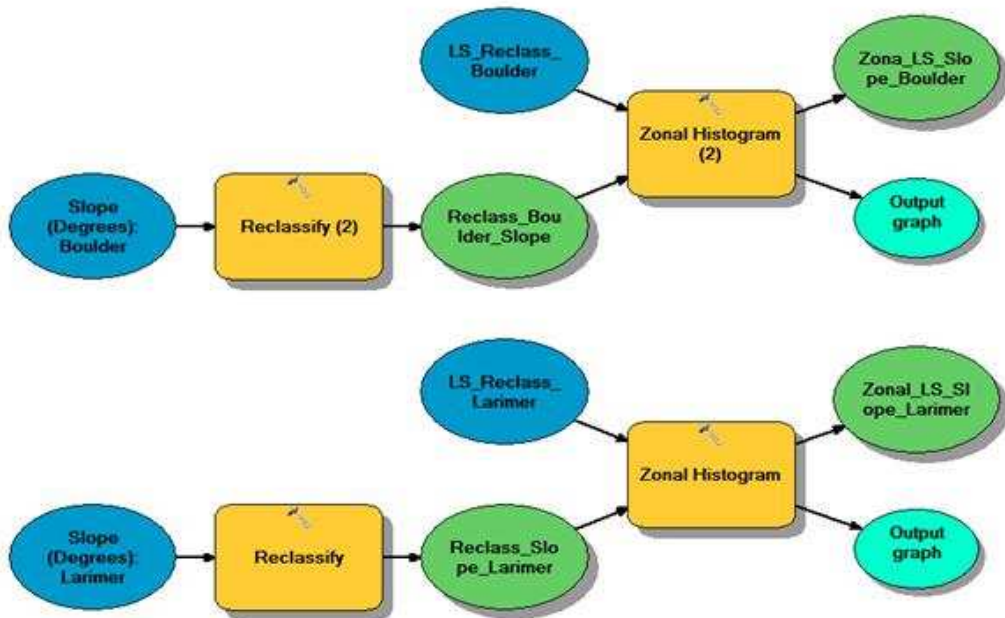 LS_Reclass_
Boulder
Zona_LS_Slo
pe_Boulder
Zonal Histogram
(2)
Slope
(Degrees):
Boulder
Reclassify (2)
Reclass_Bou
lder_Slope
Output
graph
LS_Reclass_
Larimer
Zonal_LS_Sl
ope_Larimer
Zonal Histogram
Slope
(Degrees):
Larimer
Reclassify
Reclass_Slo
pe_Larimer
Output
graph